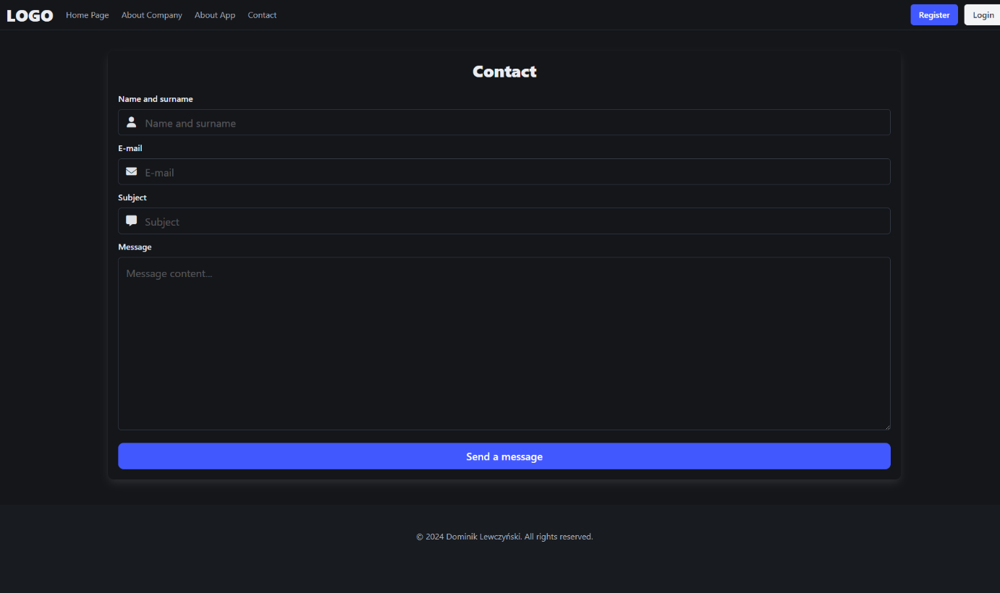 LOGO Home Page About Company About App Contact Register Login
Contact
Name and surname
Name and surname
E-mail
E-mail
Subject
Subject
Message
Message content...
Send a message
© 2024 Dominik Lewczyński. All rights reserved.